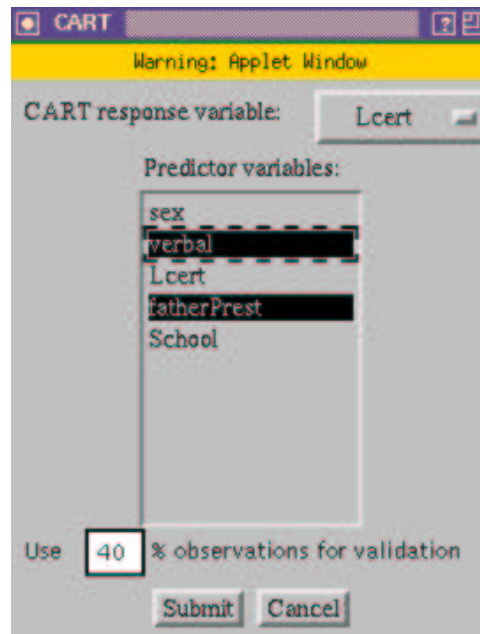 CART ?
Warning: Applet Window
CART response variable: Lcert
Predictor variables:
sex
verbal
Lcert
fatherPrest
School
Use 40 % observations for validation
Submit Cancel